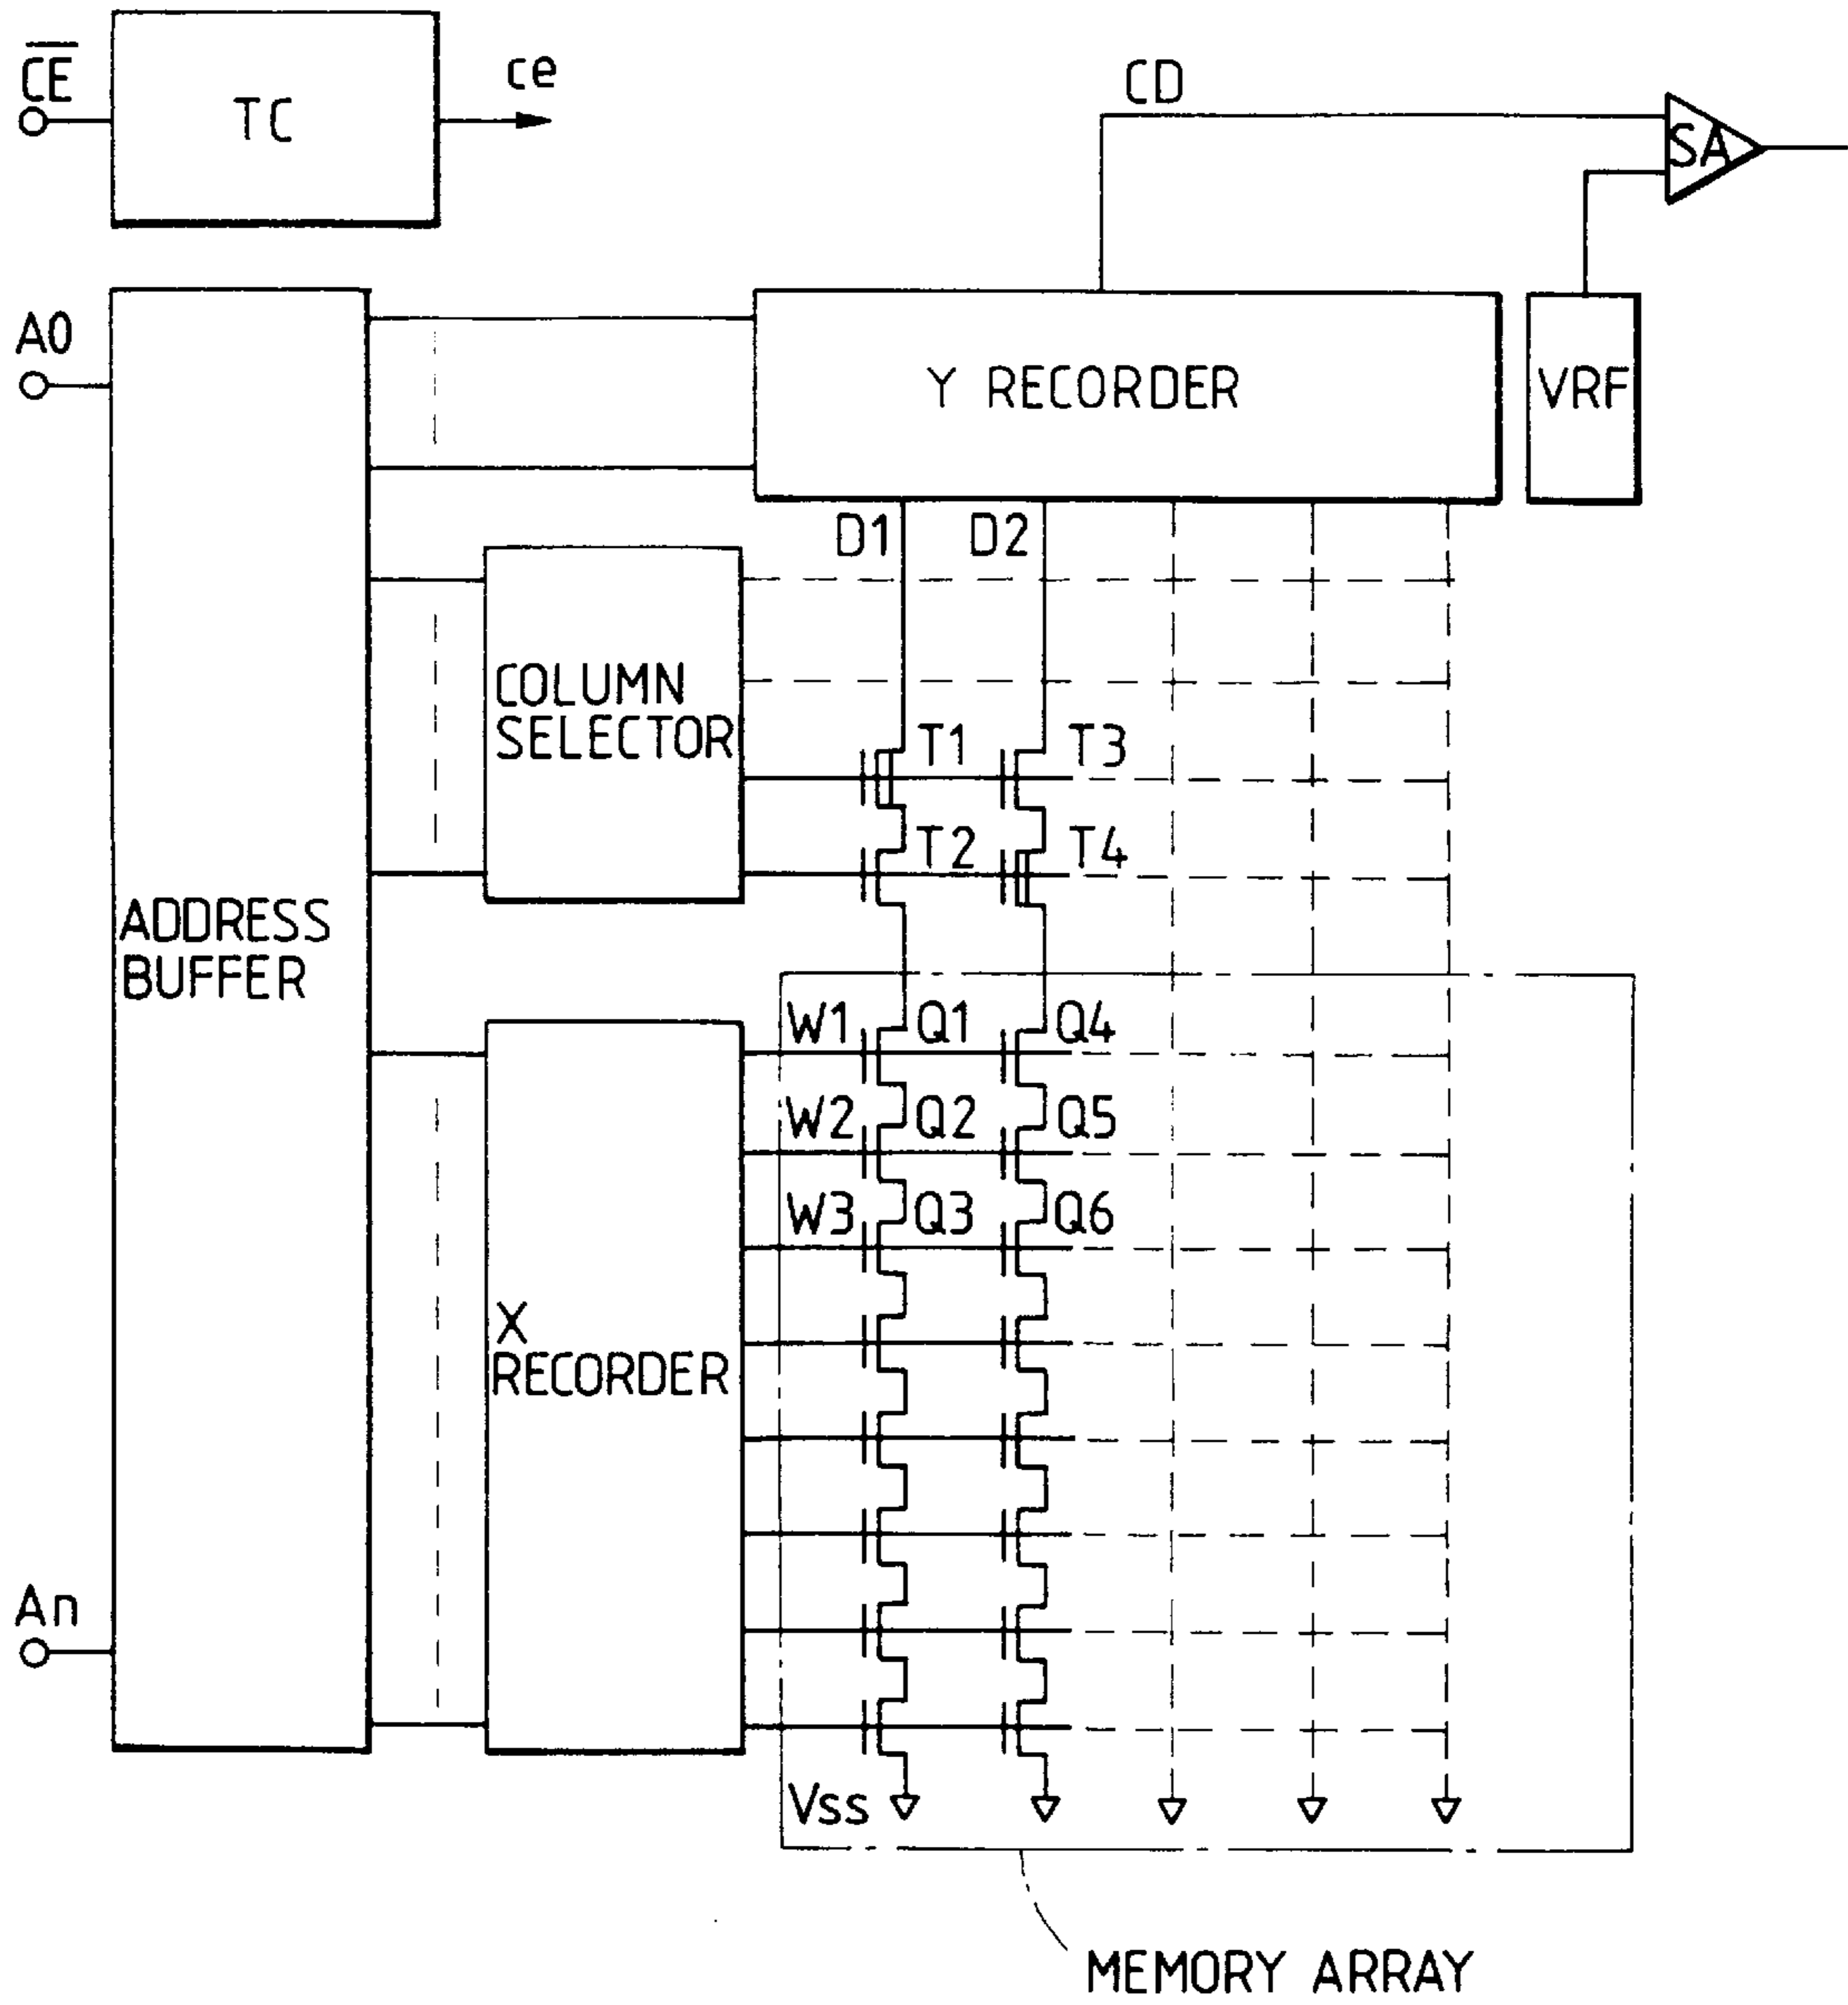 C̅E̅
TC
ce
CD
SA
A0
Y RECORDER
VRF
D1
D2
COLUMN
SELECTOR
T1
T3
T2
T4
ADDRESS
BUFFER
W1
Q1
Q4
W2
Q2
Q5
W3
Q3
Q6
X
RECORDER
An
Vss
MEMORY ARRAY